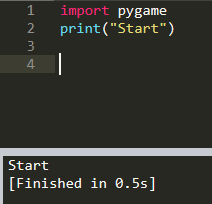 1 import pygame
2 print("Start")
3
4
Start
[Finished in 0.5s]